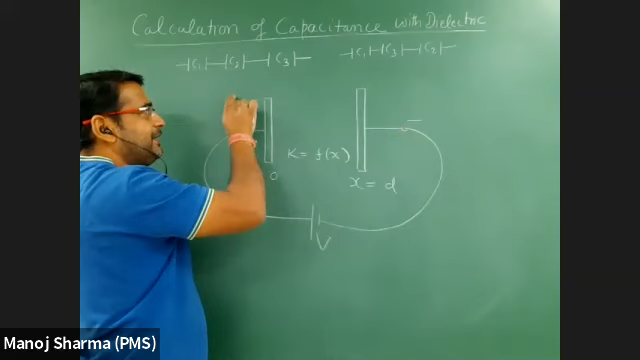 Calculation of Capacitance with Dielectric
C1 C2 C3 C1 C3 C2
K = f(x)
0
x = d
V
Manoj Sharma (PMS)